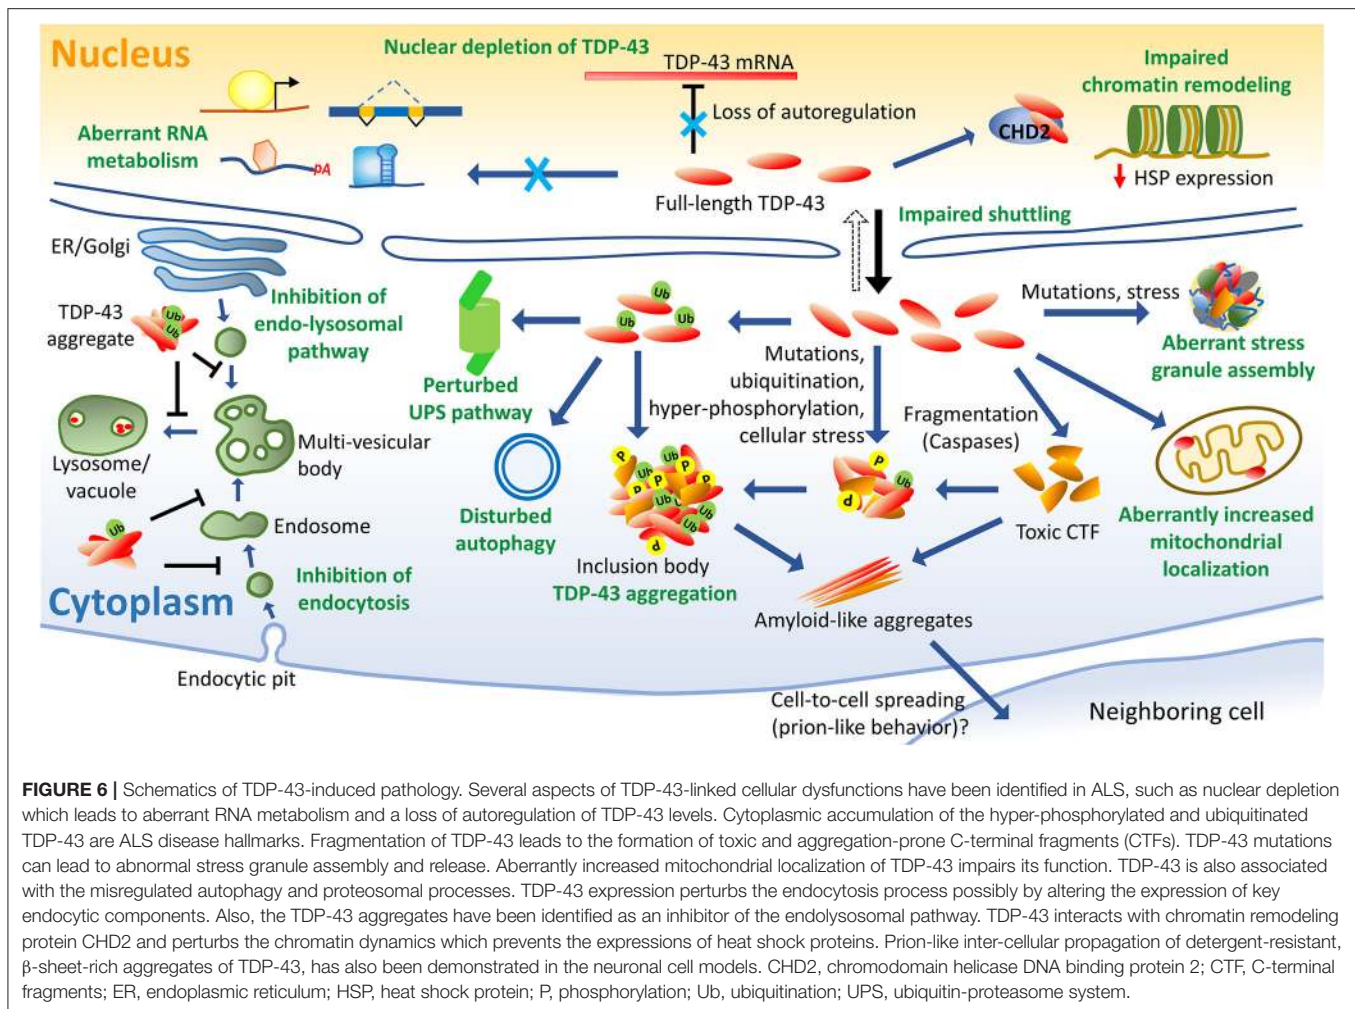 Nucleus
Nuclear depletion of TDP-43
TDP-43 mRNA
Loss of autoregulation
CHD2
Impaired
chromatin remodeling
HSP expression
Aberrant RNA
metabolism
pA
Full-length TDP-43
Impaired shuttling
ER/Golgi
TDP-43
aggregate
Ub
Ub
Inhibition of
endo-lysosomal
pathway
Lysosome/
vacuole
Multi-vesicular
body
Ub
Endosome
Inhibition of
endocytosis
Cytoplasm
Endocytic pit
Ub
Ub
Ub
Perturbed
UPS pathway
Disturbed
autophagy
Mutations,
ubiquitination,
hyper-phosphorylation,
cellular stress
Fragmentation
(Caspases)
Mutations, stress
Aberrant stress
granule assembly
P
Ub
P
P
P
P
P
P
P
Ub
Ub
Ub
Ub
Ub
Ub
P
Inclusion body
TDP-43 aggregation
Toxic CTF
Aberrantly increased
mitochondrial
localization
Amyloid-like aggregates
Cell-to-cell spreading
(prion-like behavior)?
Neighboring cell
FIGURE 6 | Schematics of TDP-43-induced pathology. Several aspects of TDP-43-linked cellular dysfunctions have been identified in ALS, such as nuclear depletion
which leads to aberrant RNA metabolism and a loss of autoregulation of TDP-43 levels. Cytoplasmic accumulation of the hyper-phosphorylated and ubiquitinated
TDP-43 are ALS disease hallmarks. Fragmentation of TDP-43 leads to the formation of toxic and aggregation-prone C-terminal fragments (CTFs). TDP-43 mutations
can lead to abnormal stress granule assembly and release. Aberrantly increased mitochondrial localization of TDP-43 impairs its function. TDP-43 is also associated
with the misregulated autophagy and proteosomal processes. TDP-43 expression perturbs the endocytosis process possibly by altering the expression of key
endocytic components. Also, the TDP-43 aggregates have been identified as an inhibitor of the endolysosomal pathway. TDP-43 interacts with chromatin remodeling
protein CHD2 and perturbs the chromatin dynamics which prevents the expressions of heat shock proteins. Prion-like inter-cellular propagation of detergent-resistant,
β-sheet-rich aggregates of TDP-43, has also been demonstrated in the neuronal cell models. CHD2, chromodomain helicase DNA binding protein 2; CTF, C-terminal
fragments; ER, endoplasmic reticulum; HSP, heat shock protein; P, phosphorylation; Ub, ubiquitination; UPS, ubiquitin-proteasome system.